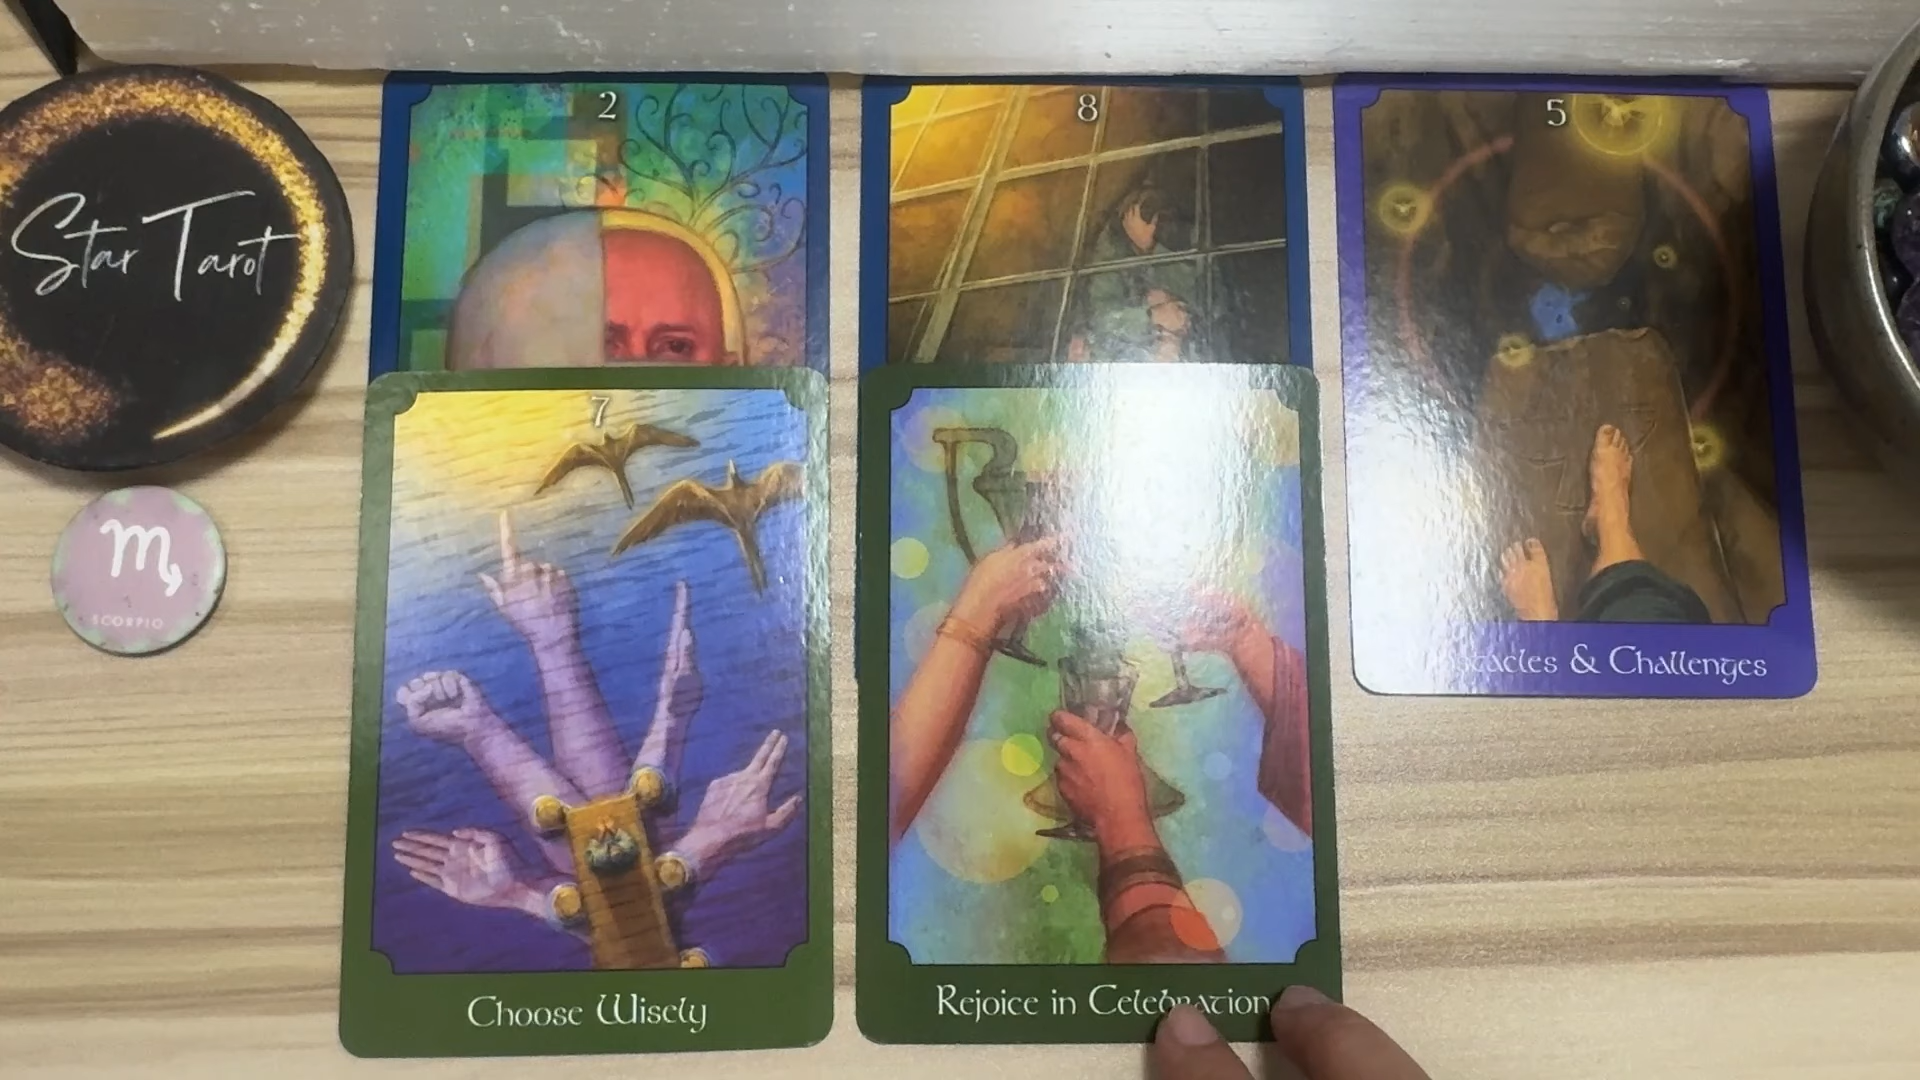 2
8
5
Star Tarot
7
SCORPIO
& Challenges
Choose Wisely
Rejoice in Celebration